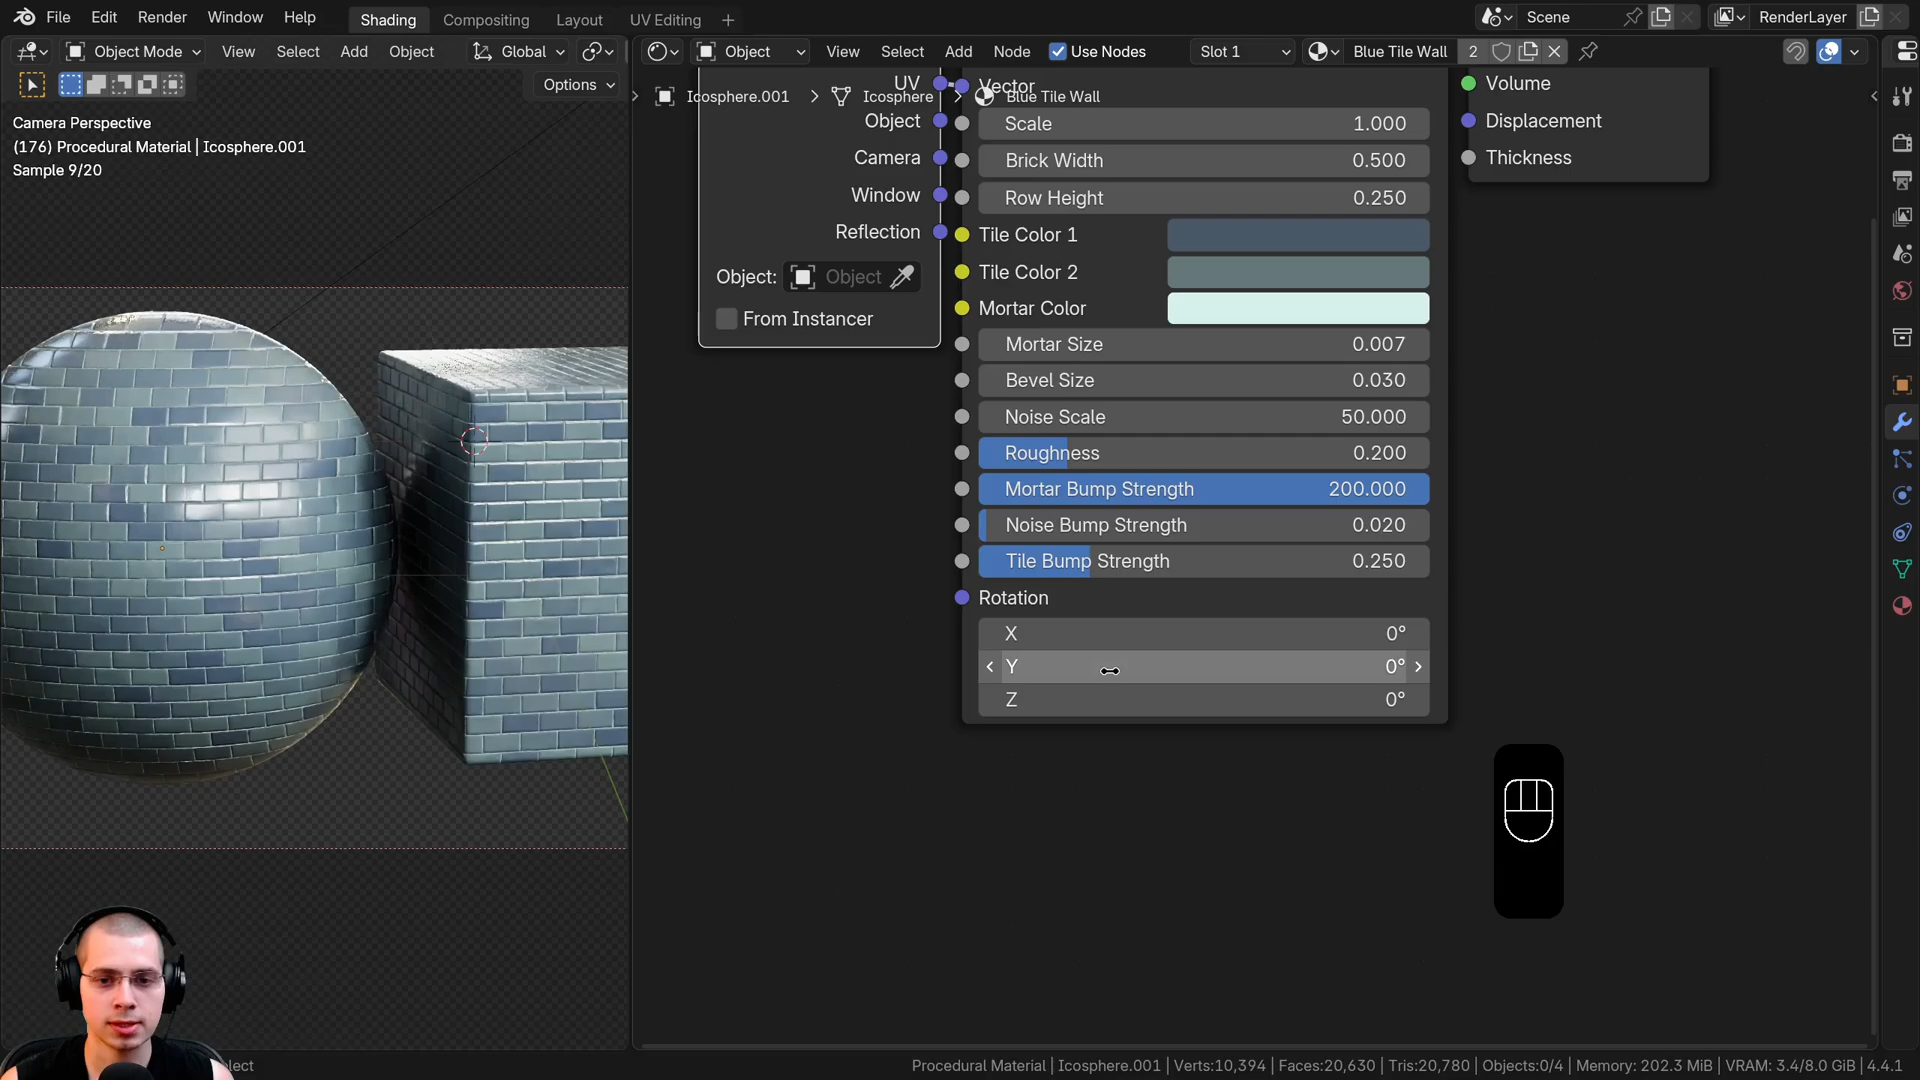 File Edit Render Window Help Shading Compositing Layout UV Editing + Scene RenderLayer
Object Mode View Select Add Object Global Object View Select Add Node Use Nodes Slot 1 Blue Tile Wall 2
Options
Icosphere.001 > Icosphere > Blue Tile Wall
Camera Perspective
(176) Procedural Material | Icosphere.001
Sample 9/20
UV
Object
Camera
Window
Reflection
Object: Object
From Instancer
Vector
Scale 1.000
Brick Width 0.500
Row Height 0.250
Tile Color 1
Tile Color 2
Mortar Color
Mortar Size 0.007
Bevel Size 0.030
Noise Scale 50.000
Roughness 0.200
Mortar Bump Strength 200.000
Noise Bump Strength 0.020
Tile Bump Strength 0.250
Rotation
X 0°
Y 0°
Z 0°
Volume
Displacement
Thickness
Procedural Material | Icosphere.001 | Verts:10,394 | Faces:20,630 | Tris:20,780 | Objects:0/4 | Memory: 202.3 MiB | VRAM: 3.4/8.0 GiB | 4.4.1